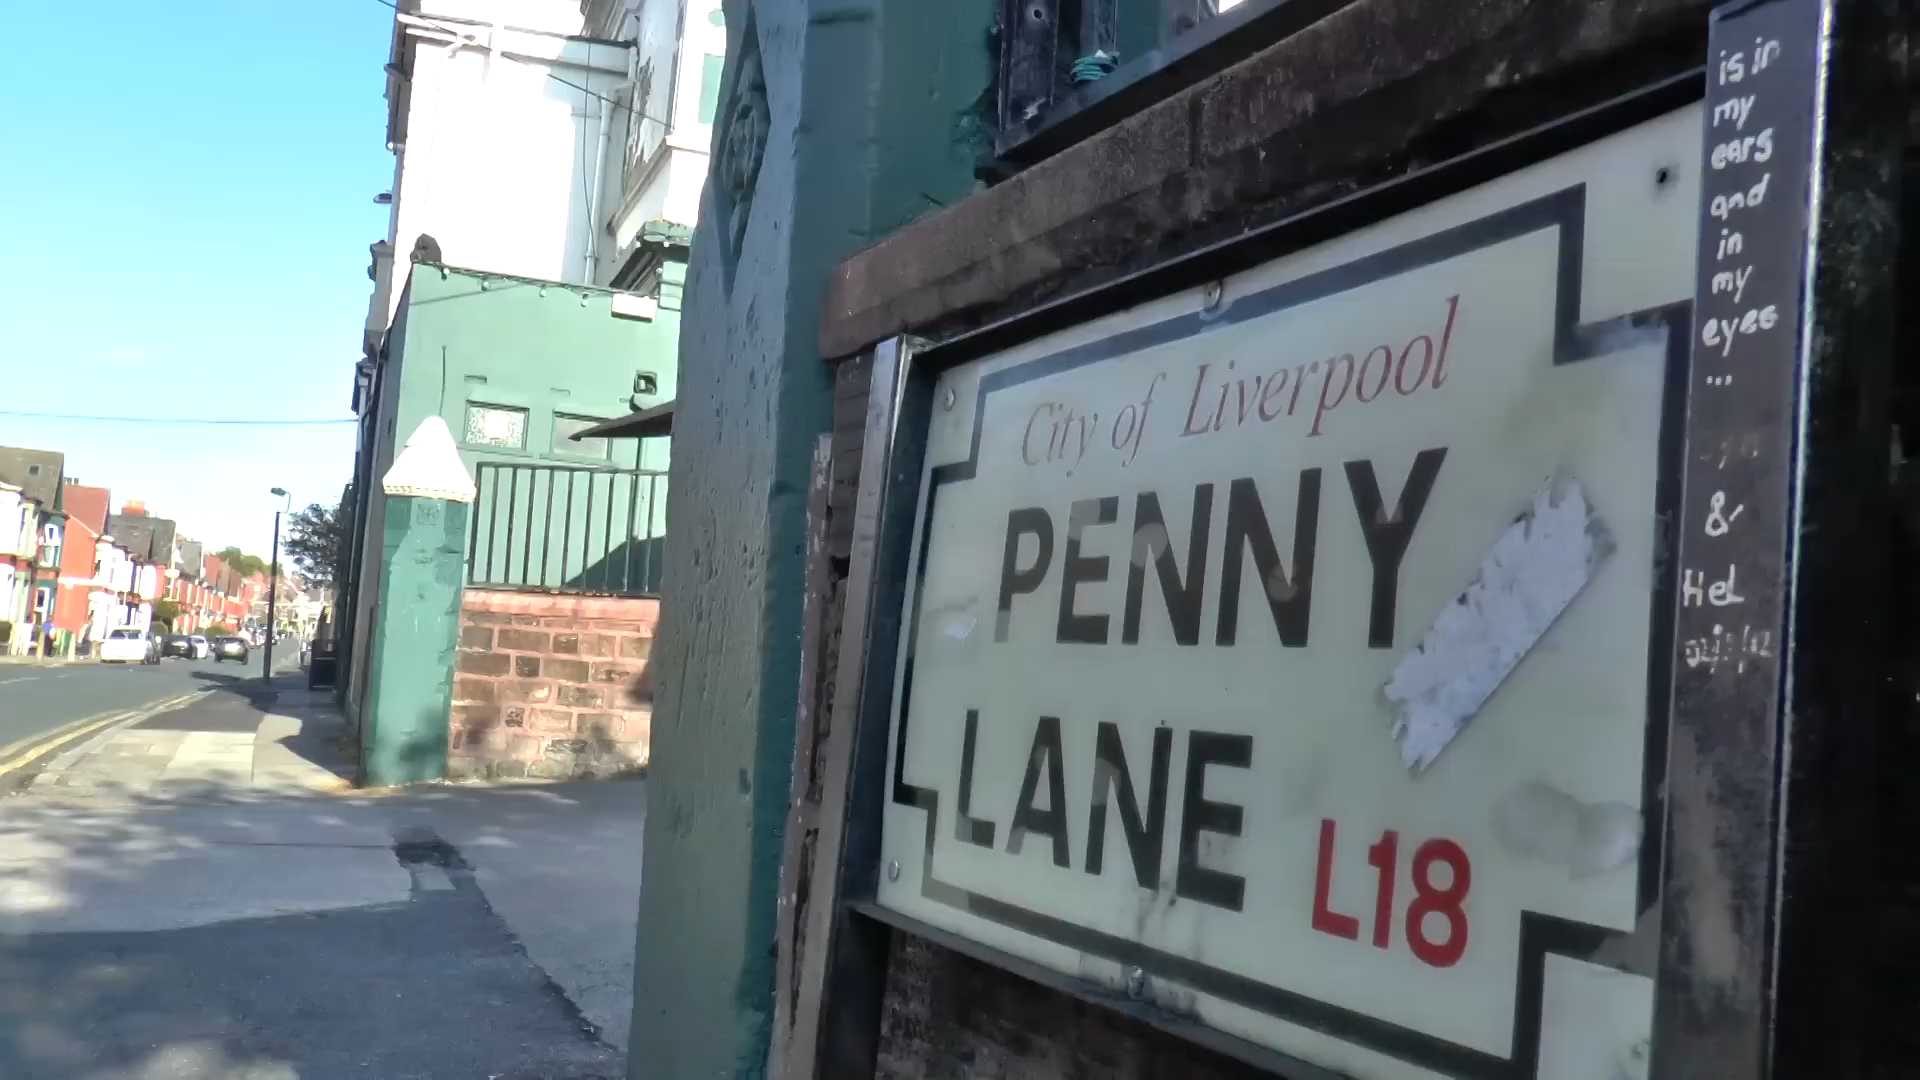 City of Liverpool
PENNY
LANE
L18
is in
my
ears
and
in
my
eyes
...
&
Hel